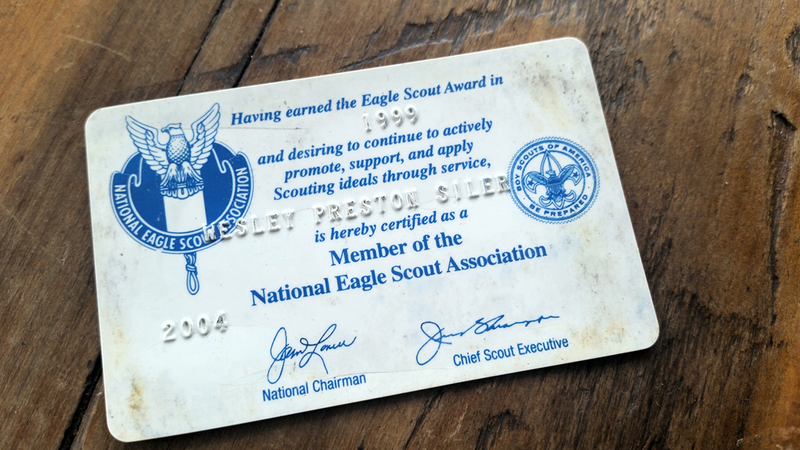 Having earned the Eagle Scout Award in
1999
and desiring to continue to actively
promote, support, and apply
Scouting ideals through service,
WESLEY PRESTON SILER
is hereby certified as a
Member of the
National Eagle Scout Association
NATIONAL EAGLE SCOUT ASSOCIATION
BOY SCOUTS OF AMERICA
BE PREPARED
2004
National Chairman
Chief Scout Executive